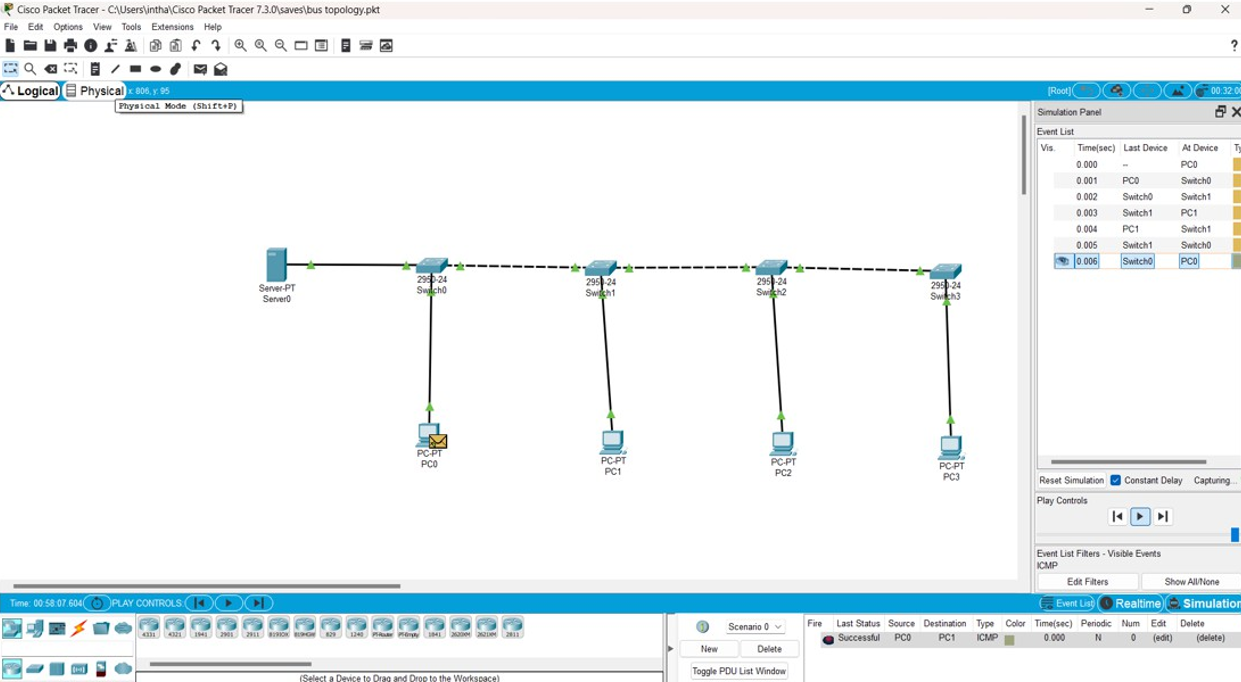 Cisco Packet Tracer - C:\Users\intha\Cisco Packet Tracer 7.3.0\saves\bus topology.pkt
File Edit Options View Tools Extensions Help
?
Logical Physical x: 806, y: 95 [Root] 00:32:00
Physical Mode (Shift+P)
Simulation Panel
Event List
Vis. Time(sec) Last Device At Device Ty
0.000 -- PC0
0.001 PC0 Switch0
0.002 Switch0 Switch1
0.003 Switch1 PC1
0.004 PC1 Switch1
0.005 Switch1 Switch0
0.006 Switch0 PC0
Server-PT
Server0
2950-24
Switch0
2950-24
Switch1
2950-24
Switch2
2950-24
Switch3
PC-PT
PC0
PC-PT
PC1
PC-PT
PC2
PC-PT
PC3
Reset Simulation Constant Delay Capturing...
Play Controls
Event List Filters - Visible Events
ICMP
Edit Filters Show All/None
Time: 00:58:07.604 PLAY CONTROLS: Event List Realtime Simulation
4331 4321 1941 2901 2911 819IOX 819HGW 829 1240 PT-Router PT-Empty 1841 2620XM 2621XM 2811
(Select a Device to Drag and Drop to the Workspace)
Scenario 0
New Delete
Toggle PDU List Window
Fire Last Status Source Destination Type Color Time(sec) Periodic Num Edit Delete
Successful PC0 PC1 ICMP 0.000 N 0 (edit) (delete)